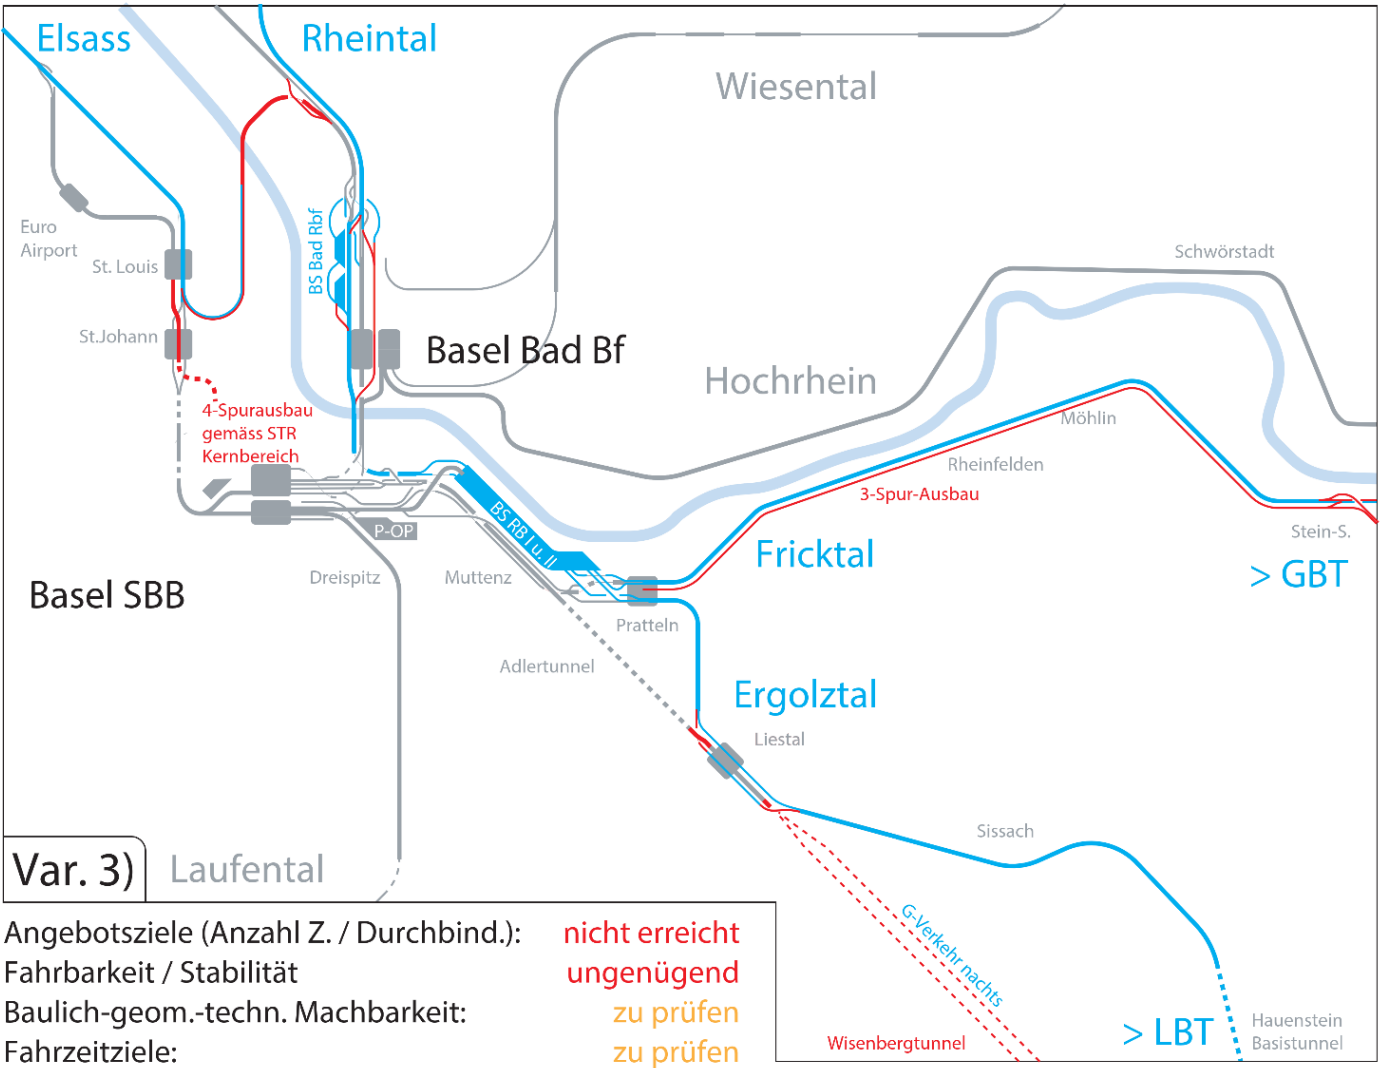 Elsass
Rheintal
Wiesental
Euro
Airport
St. Louis
BS Bad Rbf
Schwörstadt
St.Johann
Basel Bad Bf
Hochrhein
4-Spurausbau
gemäss STR
Kernbereich
Möhlin
Rheinfelden
3-Spur-Ausbau
P-OP
BS RB I u. II
Stein-S.
Fricktal
> GBT
Dreispitz
Muttenz
Basel SBB
Pratteln
Adlertunnel
Ergolztal
Liestal
Sissach
Var. 3)
Laufental
G-Verkehr nachts
Wisenbergtunnel
> LBT
Hauenstein
Basistunnel
Angebotsziele (Anzahl Z. / Durchbind.): nicht erreicht
Fahrbarkeit / Stabilität ungenügend
Baulich-geom.-techn. Machbarkeit: zu prüfen
Fahrzeitziele: zu prüfen